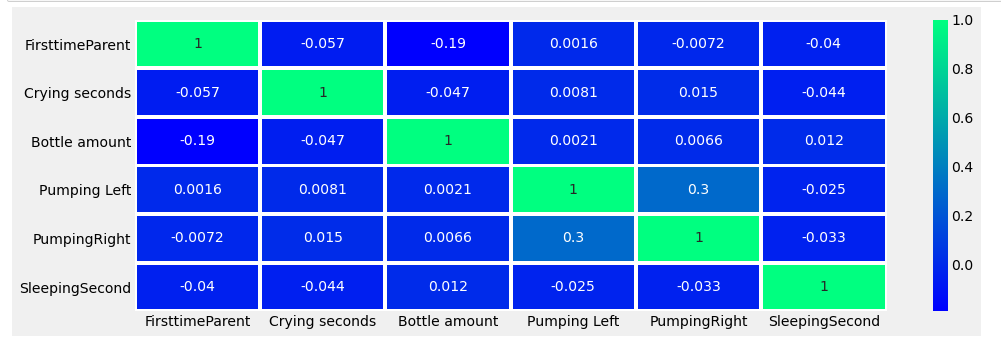 FirsttimeParent 1 -0.057 -0.19 0.0016 -0.0072 -0.04
Crying seconds -0.057 1 -0.047 0.0081 0.015 -0.044
Bottle amount -0.19 -0.047 1 0.0021 0.0066 0.012
Pumping Left 0.0016 0.0081 0.0021 1 0.3 -0.025
PumpingRight -0.0072 0.015 0.0066 0.3 1 -0.033
SleepingSecond -0.04 -0.044 0.012 -0.025 -0.033 1
FirsttimeParent Crying seconds Bottle amount Pumping Left PumpingRight SleepingSecond
1.0
0.8
0.6
0.4
0.2
0.0